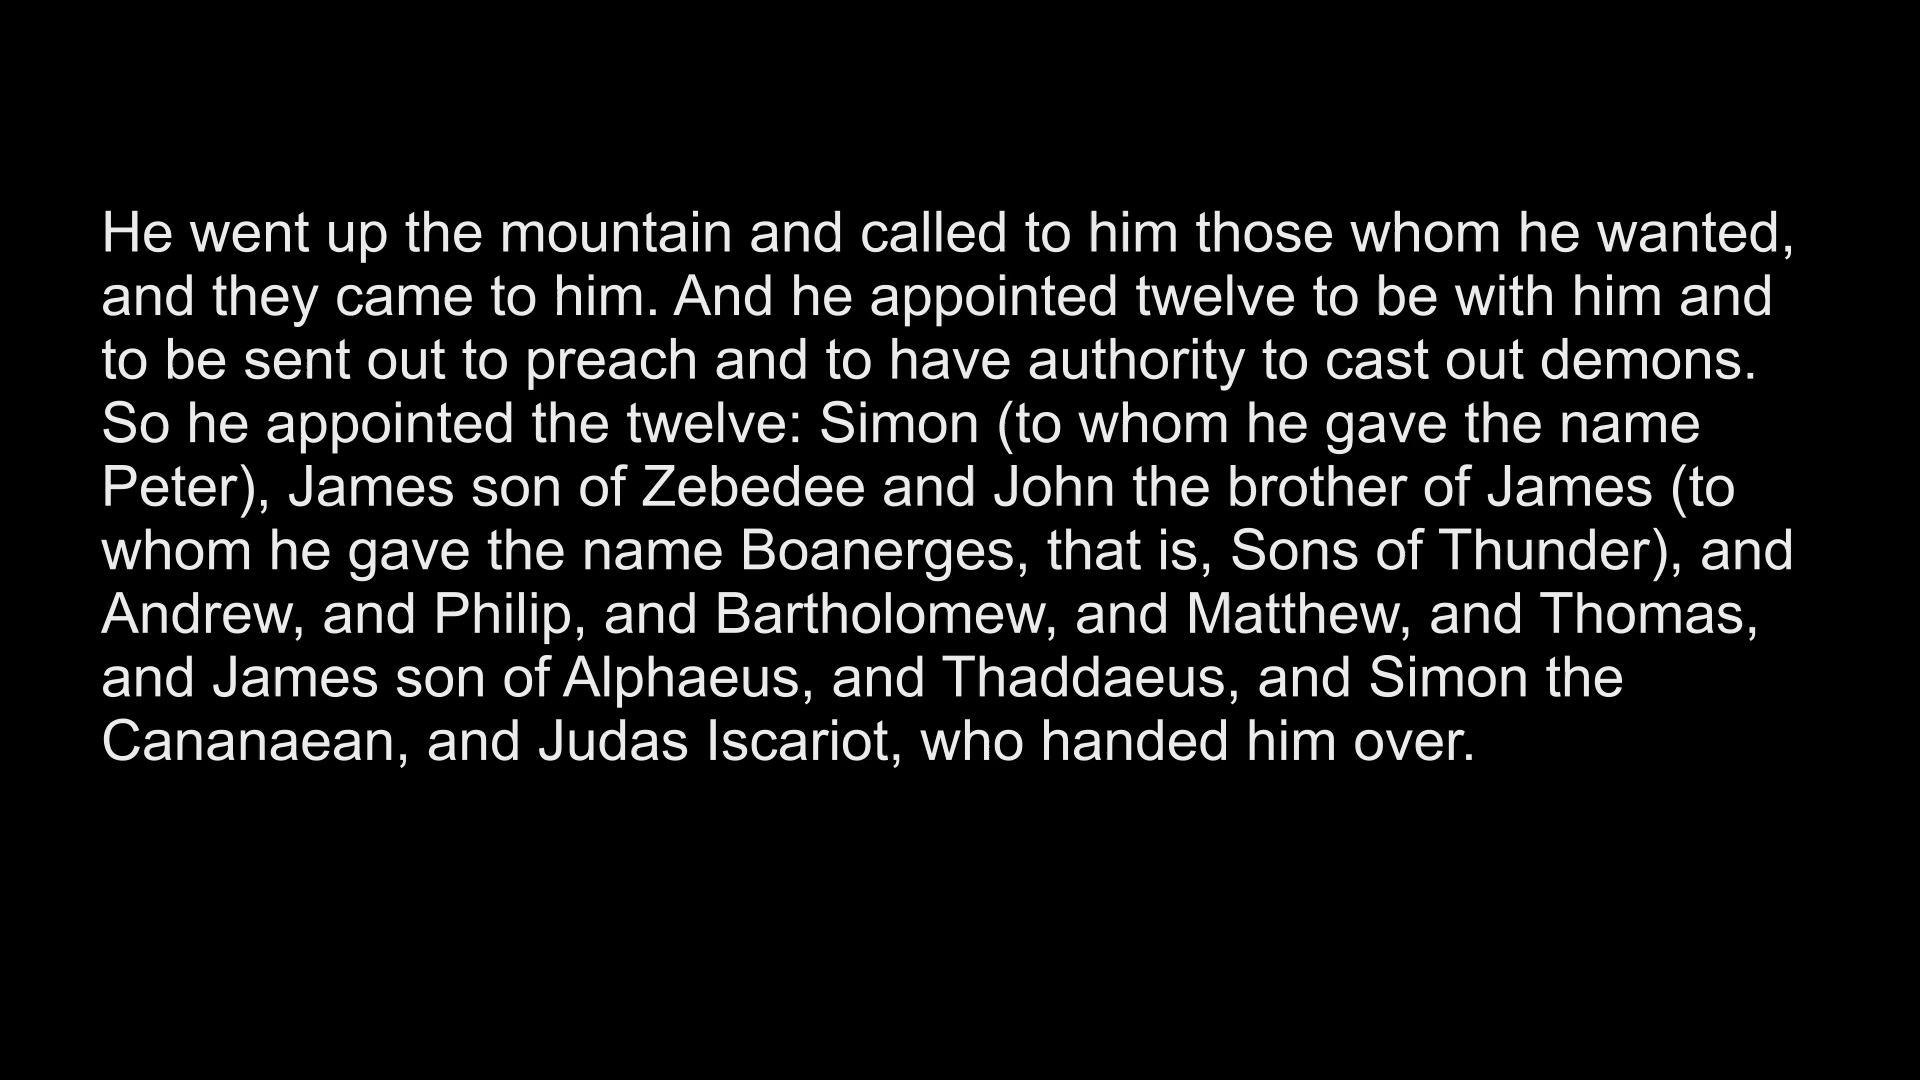 He went up the mountain and called to him those whom he wanted,
and they came to him. And he appointed twelve to be with him and
to be sent out to preach and to have authority to cast out demons.
So he appointed the twelve: Simon (to whom he gave the name
Peter), James son of Zebedee and John the brother of James (to
whom he gave the name Boanerges, that is, Sons of Thunder), and
Andrew, and Philip, and Bartholomew, and Matthew, and Thomas,
and James son of Alphaeus, and Thaddaeus, and Simon the
Cananaean, and Judas Iscariot, who handed him over.